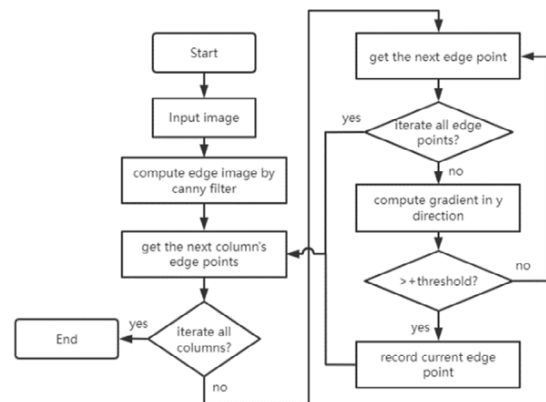 Start
Input image
compute edge image by
canny filter
get the next column's
edge points
iterate all
columns?
yes
End
no
get the next edge point
iterate all edge
points?
yes
no
compute gradient in y
direction
>+threshold?
no
yes
record current edge
point